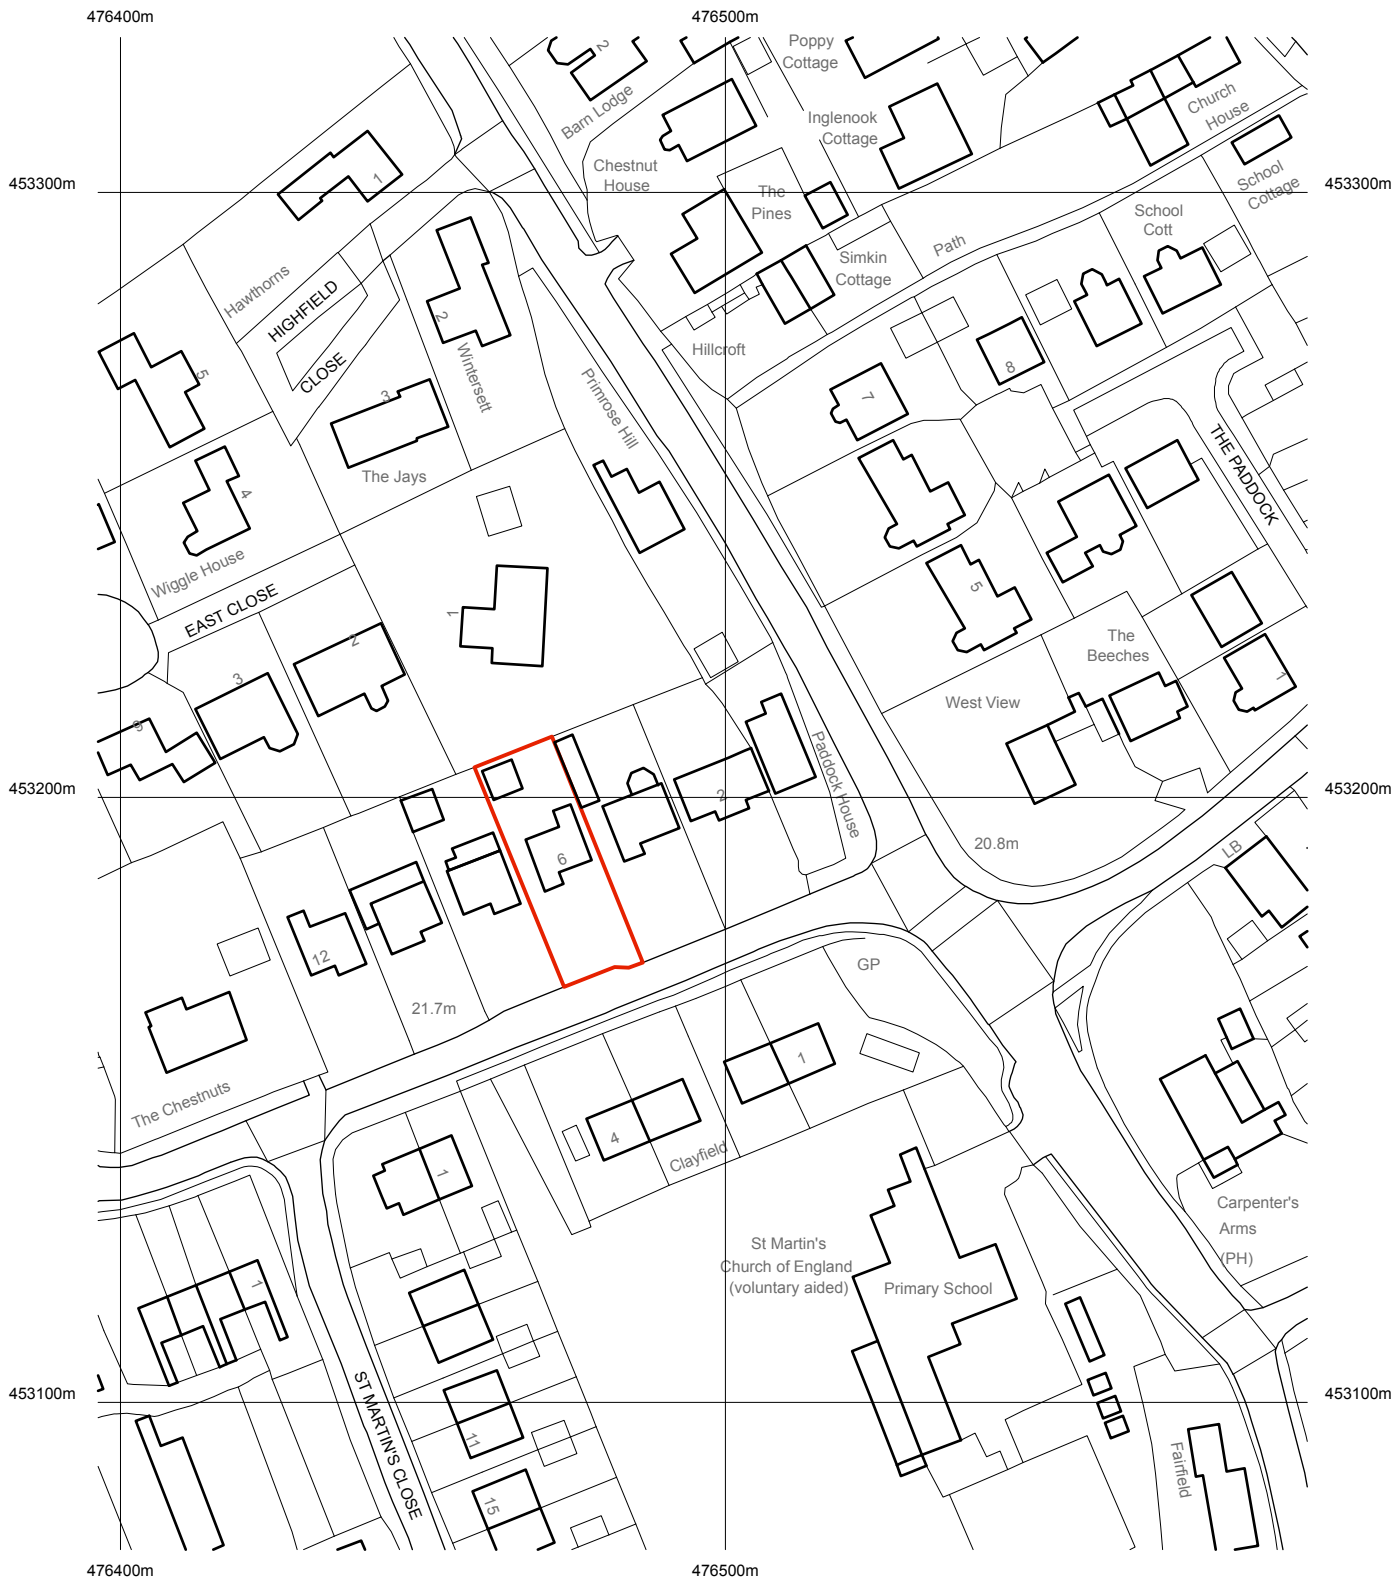 476400m
476500m
2
Poppy
Cottage
Barn Lodge
Inglenook
Cottage
Church
House
Chestnut
House
1
453300m
453300m
The
Pines
School
Cottage
School
Cott
Path
Simkin
Cottage
Hawthorns
HIGHFIELD
CLOSE
2
Wintersett
Hillcroft
Primrose Hill
5
3
The Jays
7
8
THE PADDOCK
4
Wiggle House
EAST CLOSE
7
5
The
Beeches
2
3
9
West View
1
Paddock House
453200m
2
453200m
20.8m
LB
6
12
21.7m
GP
The Chestnuts
1
4
Clayfield
1
Carpenter's
Arms
(PH)
St Martin's
Church of England
(voluntary aided)
Primary School
1
453100m
453100m
ST MARTIN'S CLOSE
11
15
Fairfield
476400m
476500m